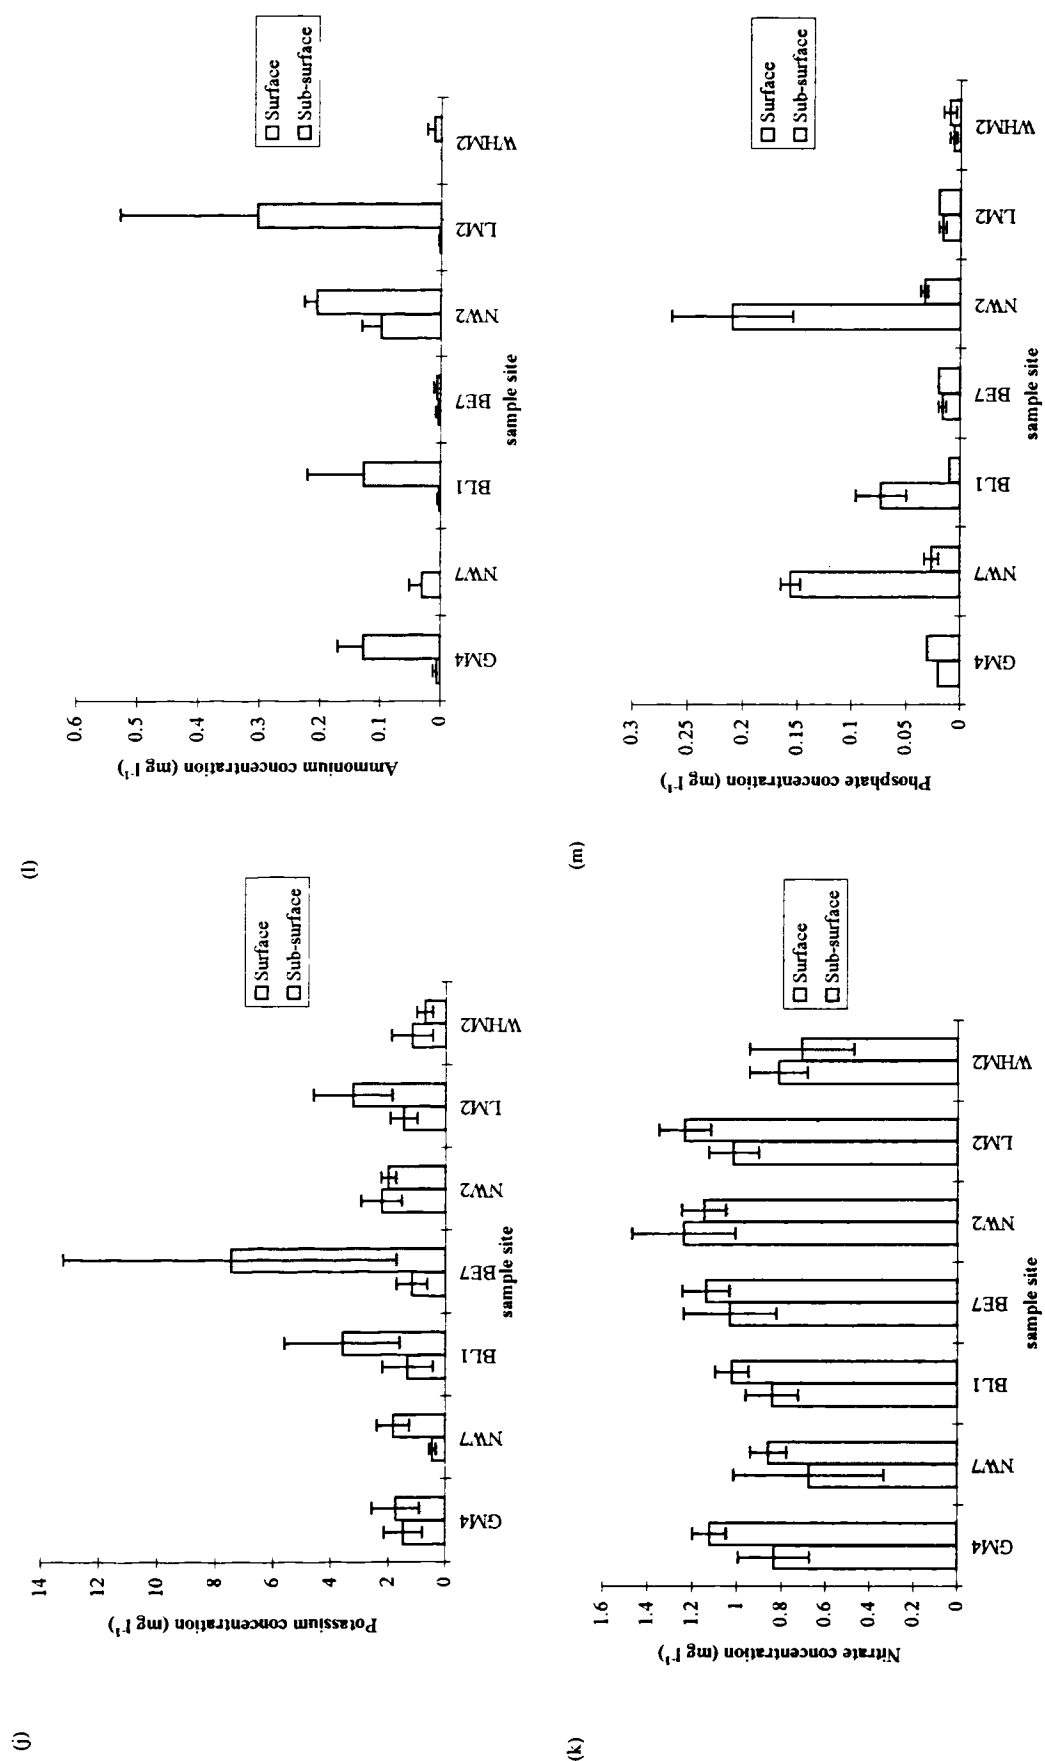 (j)
Potassium concentration (mg l⁻¹)
14
12
10
8
6
4
2
0
GM4
NW7
BL1
BE7
NW2
LM2
WHM2
sample site
Surface
Sub-surface
(l)
Ammonium concentration (mg l⁻¹)
0.6
0.5
0.4
0.3
0.2
0.1
0
GM4
NW7
BL1
BE7
NW2
LM2
WHM2
sample site
Surface
Sub-surface
(k)
Nitrate concentration (mg l⁻¹)
1.6
1.4
1.2
1
0.8
0.6
0.4
0.2
0
GM4
NW7
BL1
BE7
NW2
LM2
WHM2
sample site
Surface
Sub-surface
(m)
Phosphate concentration (mg l⁻¹)
0.3
0.25
0.2
0.15
0.1
0.05
0
GM4
NW7
BL1
BE7
NW2
LM2
WHM2
sample site
Surface
Sub-surface